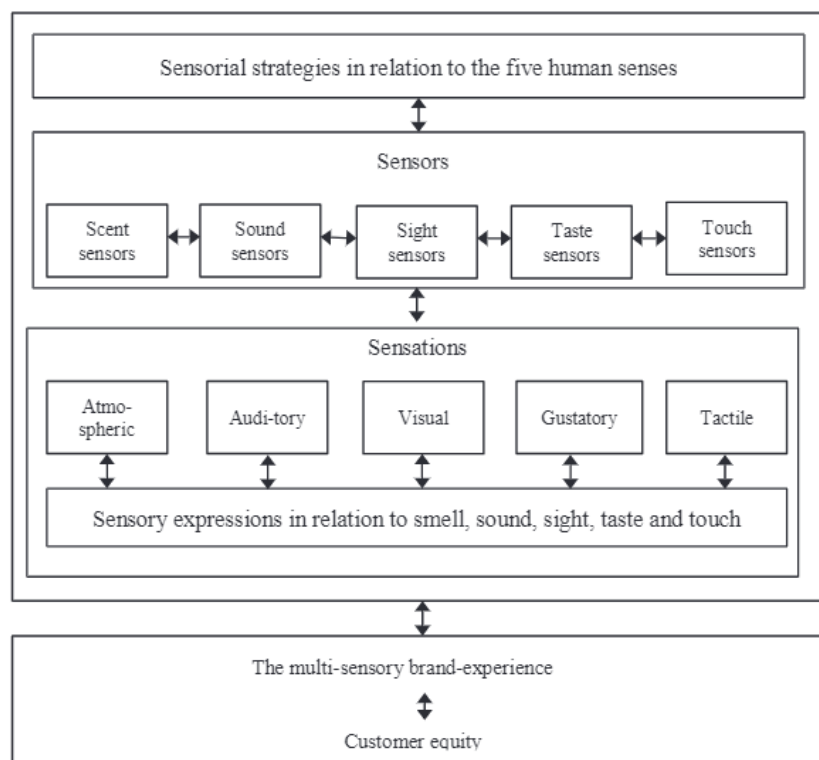 Sensorial strategies in relation to the five human senses
Sensors
Scent
sensors
Sound
sensors
Sight
sensors
Taste
sensors
Touch
sensors
Sensations
Atmo-
spheric
Audi-tory
Visual
Gustatory
Tactile
Sensory expressions in relation to smell, sound, sight, taste and touch
The multi-sensory brand-experience
Customer equity